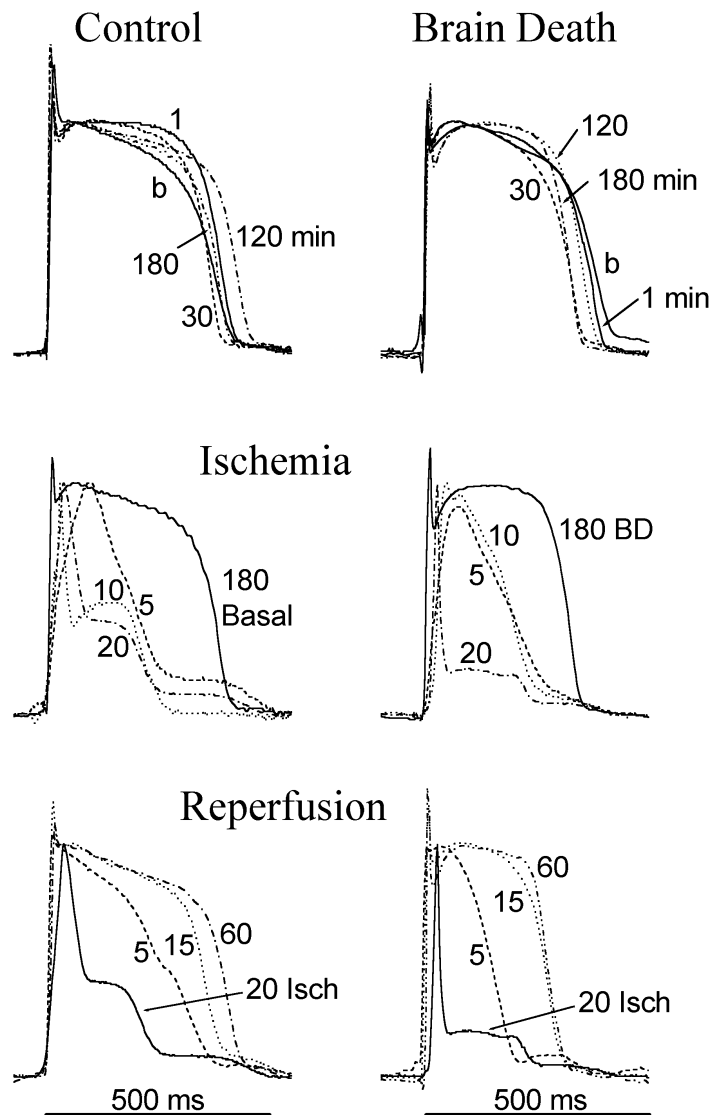 Control
Brain Death
1
b
180
30
120 min
120
30
180 min
b
1 min
Ischemia
10
5
20
180
Basal
10
5
20
180 BD
Reperfusion
5
15
60
20 Isch
5
15
60
20 Isch
500 ms
500 ms